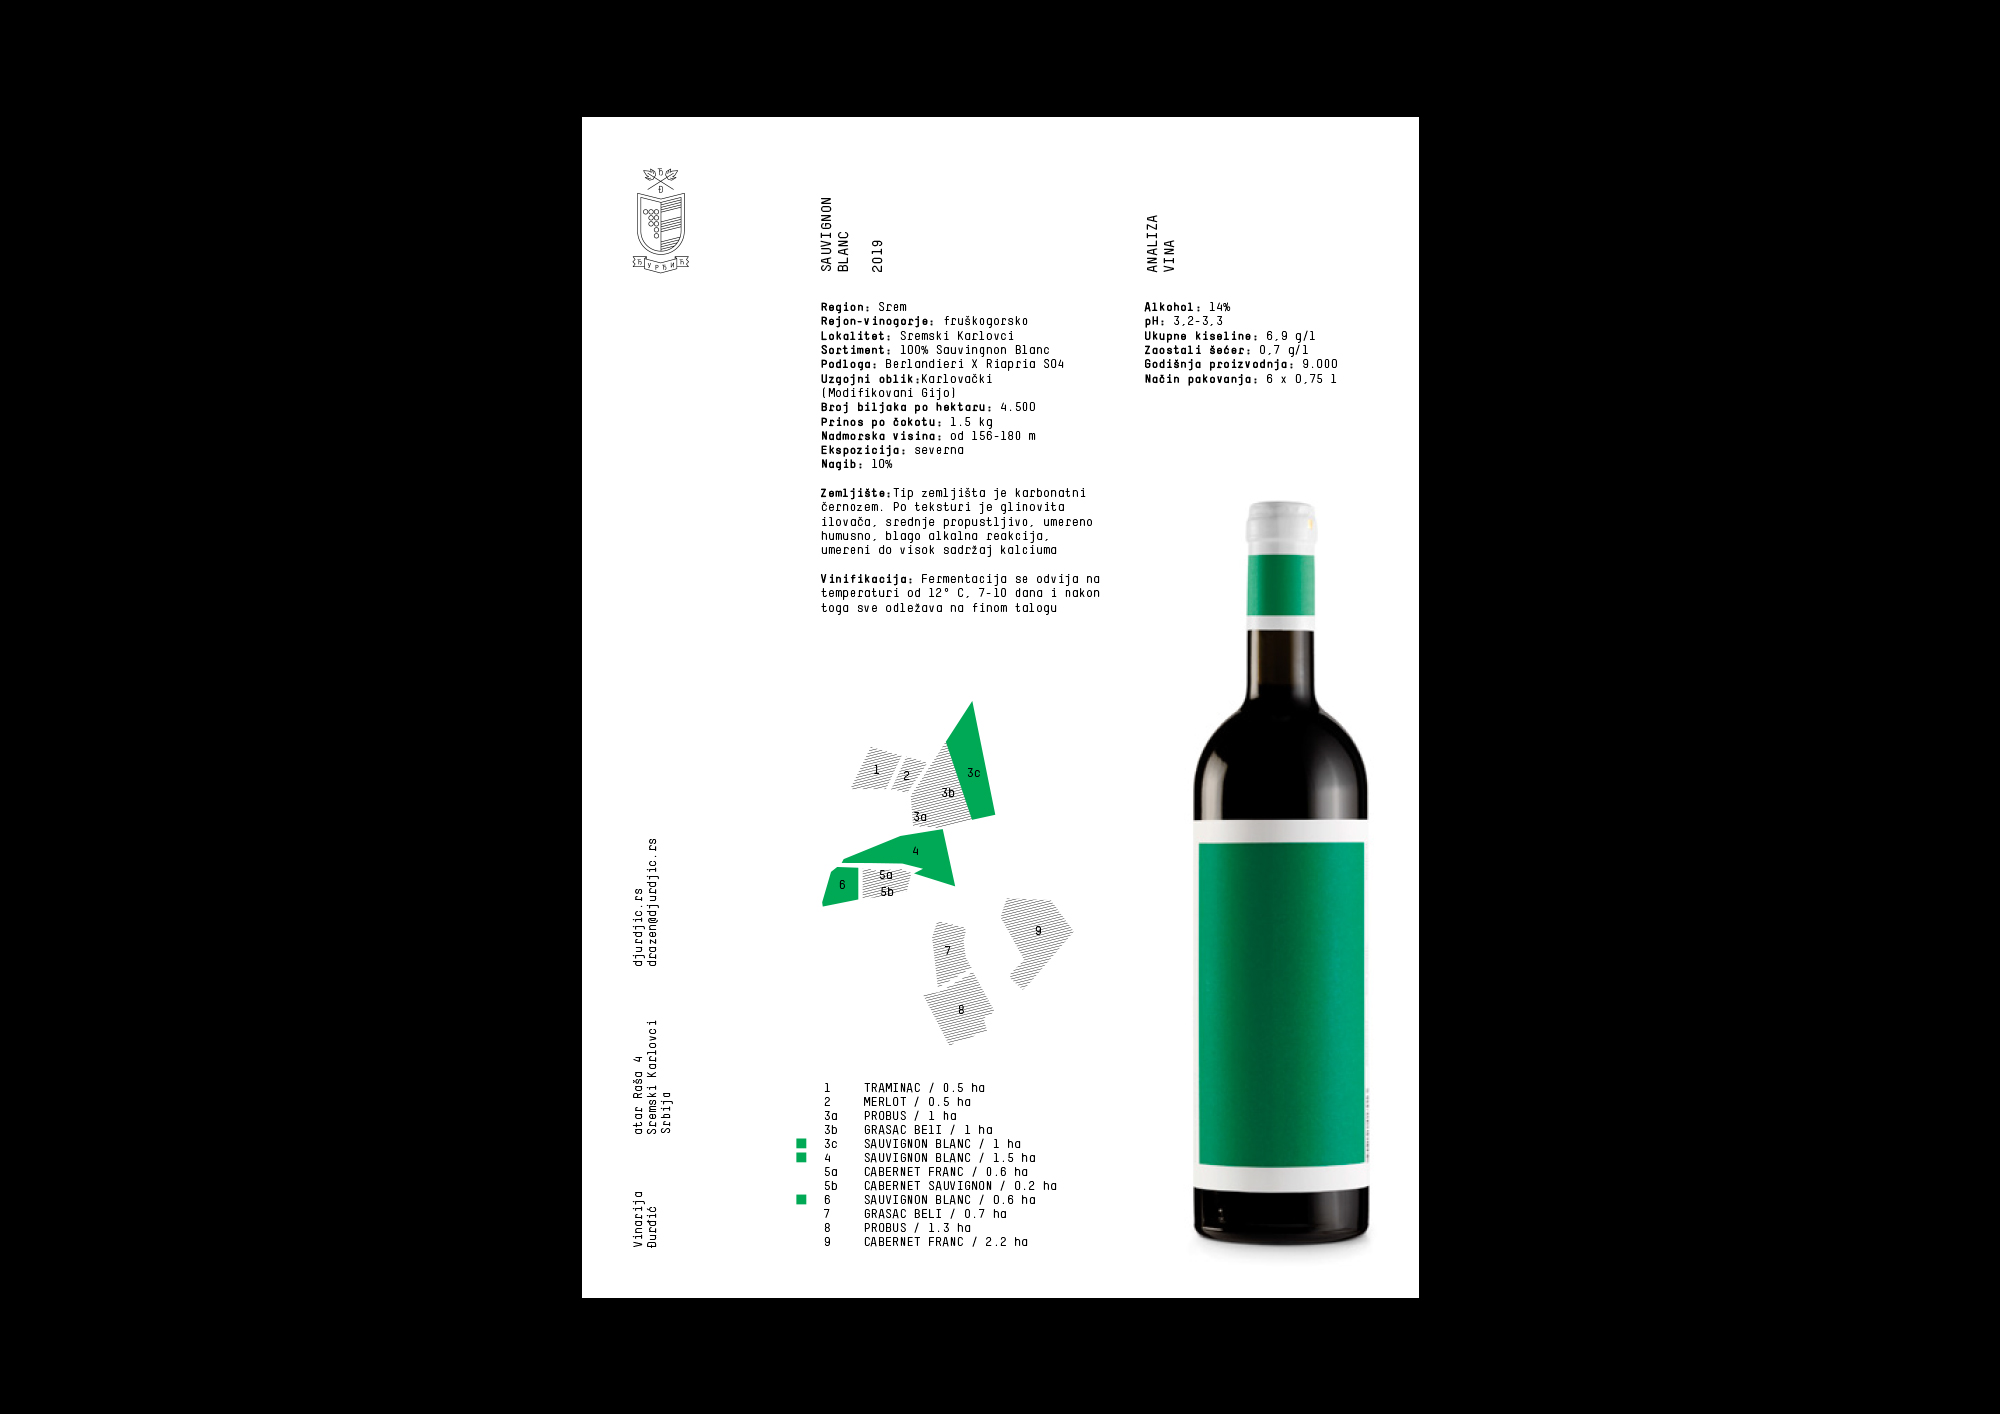 Ђ
Đ
ЂУРЂИЋ
SAUVIGNON
BLANC
2019
ANALIZA
VINA
Region: Srem
Rejon-vinogorje: fruškogorsko
Lokalitet: Sremski Karlovci
Sortiment: 100% Sauvingnon Blanc
Podloga: Berlandieri X Riapria SO4
Uzgojni oblik:Karlovački
(Modifikovani Gijo)
Broj biljaka po hektaru: 4.500
Prinos po čokotu: 1.5 kg
Nadmorska visina: od 156-180 m
Ekspozicija: severna
Nagib: 10%
Zemljište:Tip zemljišta je karbonatni
černozem. Po teksturi je glinovita
ilovača, srednje propustljivo, umereno
humusno, blago alkalna reakcija,
umereni do visok sadržaj kalciuma
Vinifikacija: Fermentacija se odvija na
temperaturi od 12° C, 7-10 dana i nakon
toga sve odležava na finom talogu
Alkohol: 14%
pH: 3,2-3,3
Ukupne kiseline: 6,9 g/l
Zaostali šećer: 0,7 g/l
Godišnja proizvodnja: 9.000
Način pakovanja: 6 x 0,75 l
1
2
3c
3b
3a
4
5a
6
5b
9
7
8
1 TRAMINAC / 0.5 ha
2 MERLOT / 0.5 ha
3a PROBUS / 1 ha
3b GRASAC BElI / 1 ha
3c SAUVIGNON BLANC / 1 ha
4 SAUVIGNON BLANC / 1.5 ha
5a CABERNET FRANC / 0.6 ha
5b CABERNET SAUVIGNON / 0.2 ha
6 SAUVIGNON BLANC / 0.6 ha
7 GRASAC BELI / 0.7 ha
8 PROBUS / 1.3 ha
9 CABERNET FRANC / 2.2 ha
djurdjic.rs
drazen@djurdjic.rs
atar Raša 4
Sremski Karlovci
Srbija
Vinarija
Đurđić